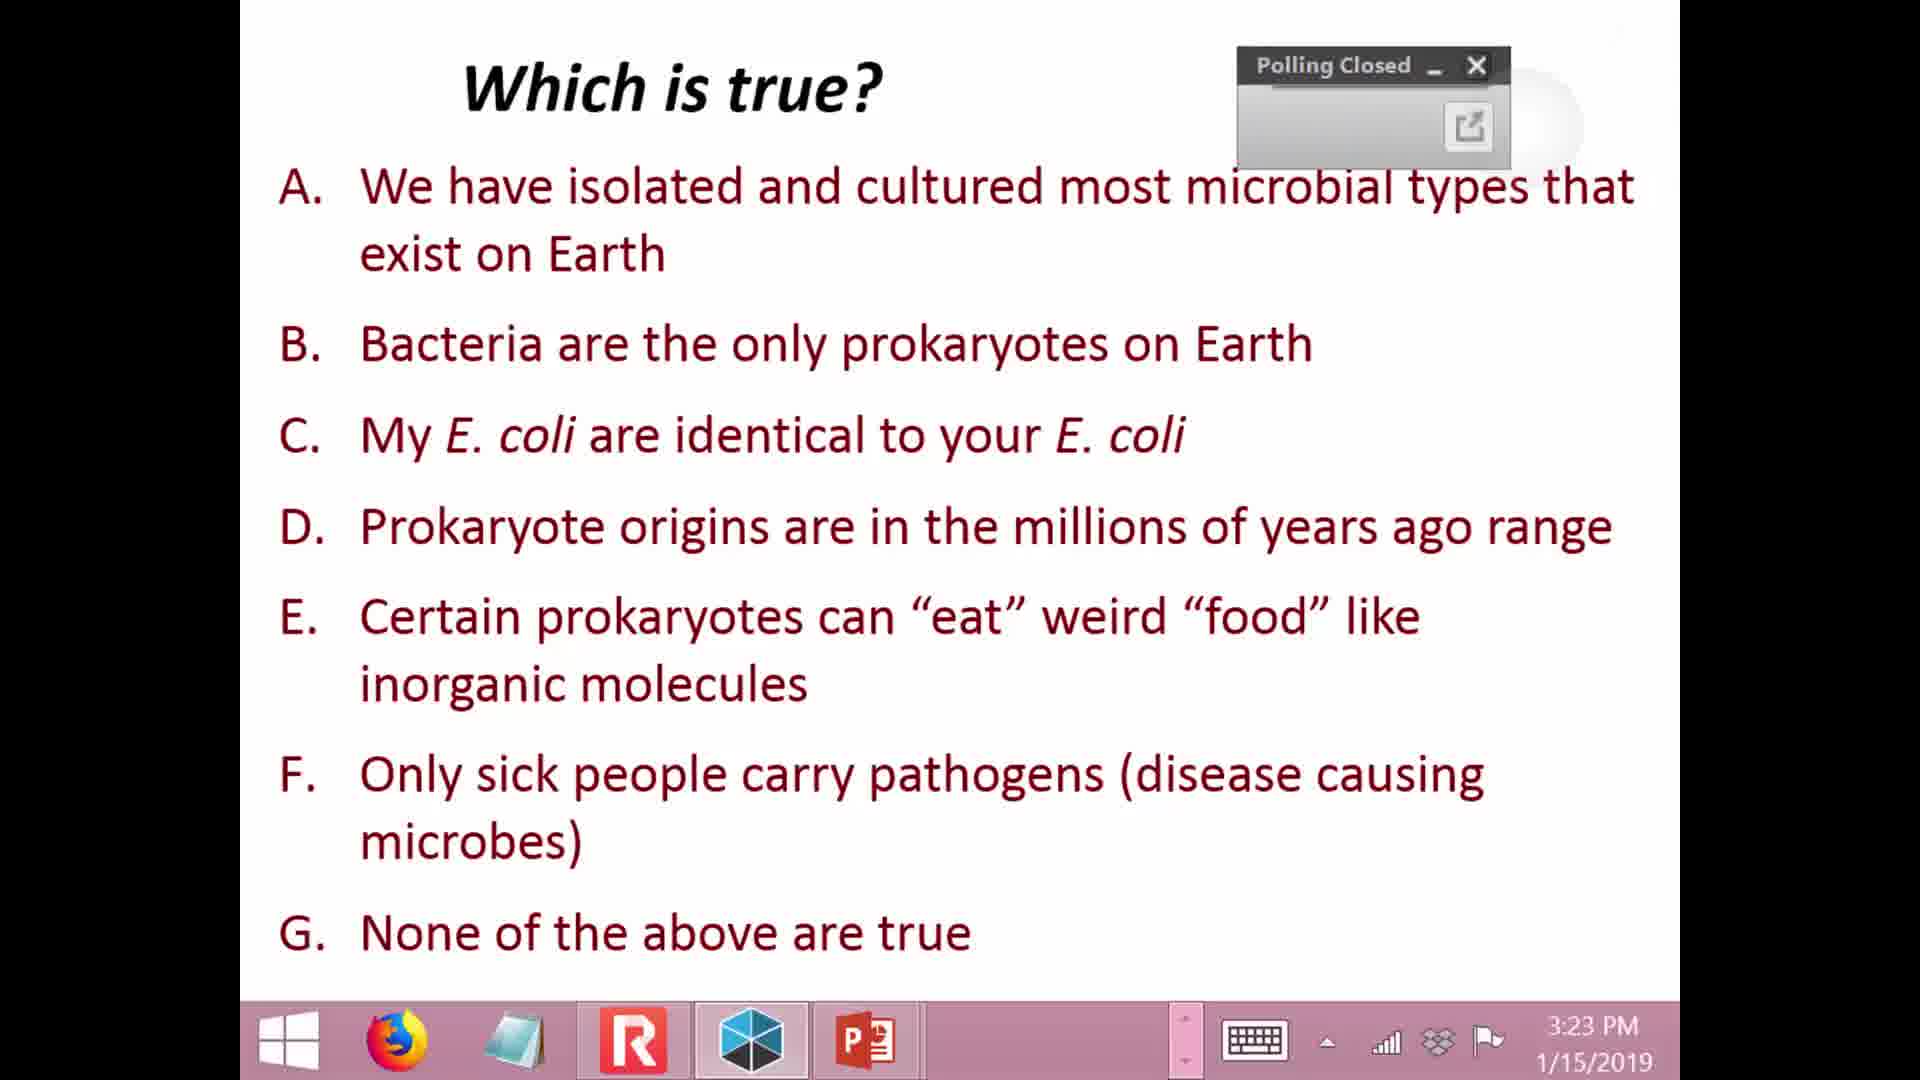 Which is true?
Polling Closed
A. We have isolated and cultured most microbial types that
exist on Earth
B. Bacteria are the only prokaryotes on Earth
C. My E. coli are identical to your E. coli
D. Prokaryote origins are in the millions of years ago range
E. Certain prokaryotes can “eat” weird “food” like
inorganic molecules
F. Only sick people carry pathogens (disease causing
microbes)
G. None of the above are true
R
P
3:23 PM
1/15/2019